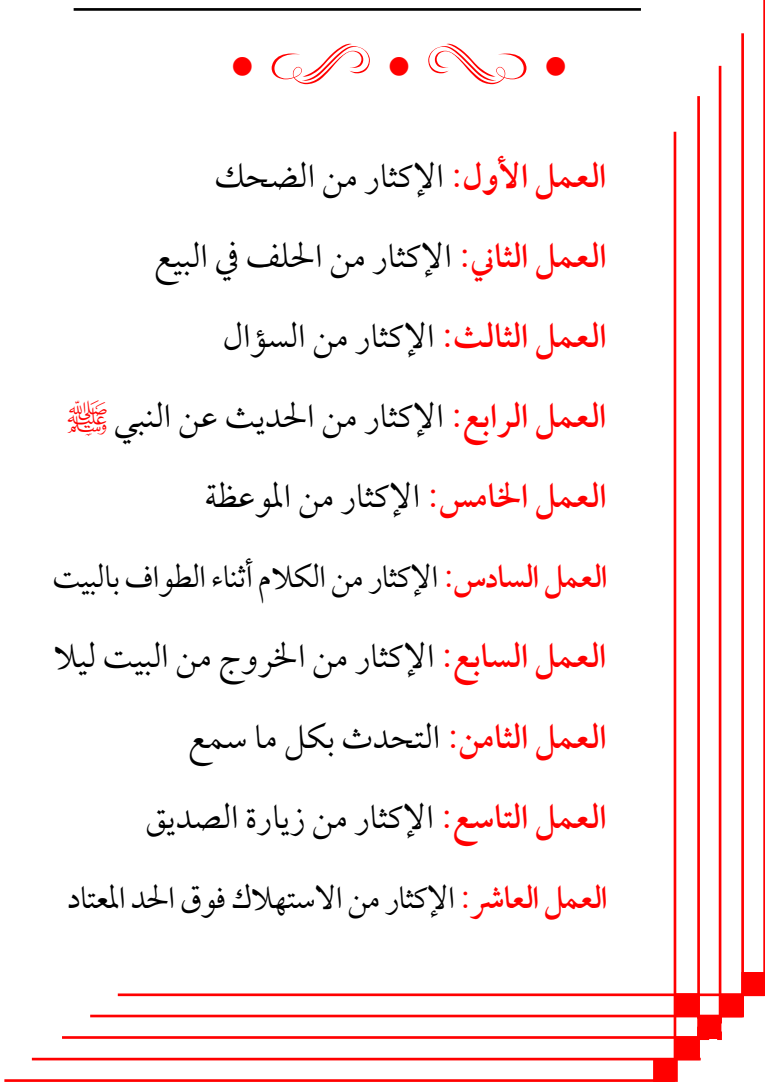 العمل الأول: الإكثار من الضحك
العمل الثاني: الإكثار من الحلف في البيع
العمل الثالث: الإكثار من السؤال
العمل الرابع: الإكثار من الحديث عن النبي ﷺ
العمل الخامس: الإكثار من الموعظة
العمل السادس: الإكثار من الكلام أثناء الطواف بالبيت
العمل السابع: الإكثار من الخروج من البيت ليلا
العمل الثامن: التحدث بكل ما سمع
العمل التاسع: الإكثار من زيارة الصديق
العمل العاشر: الإكثار من الاستهلاك فوق الحد المعتاد